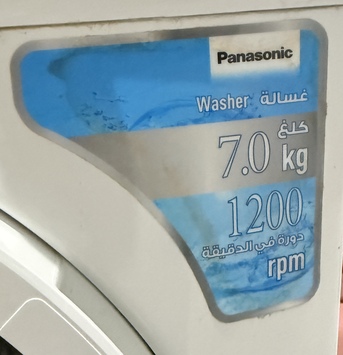 Panasonic
Washer غسالة
كلغ
7.0 kg
1200
دورة في الدقيقة
rpm